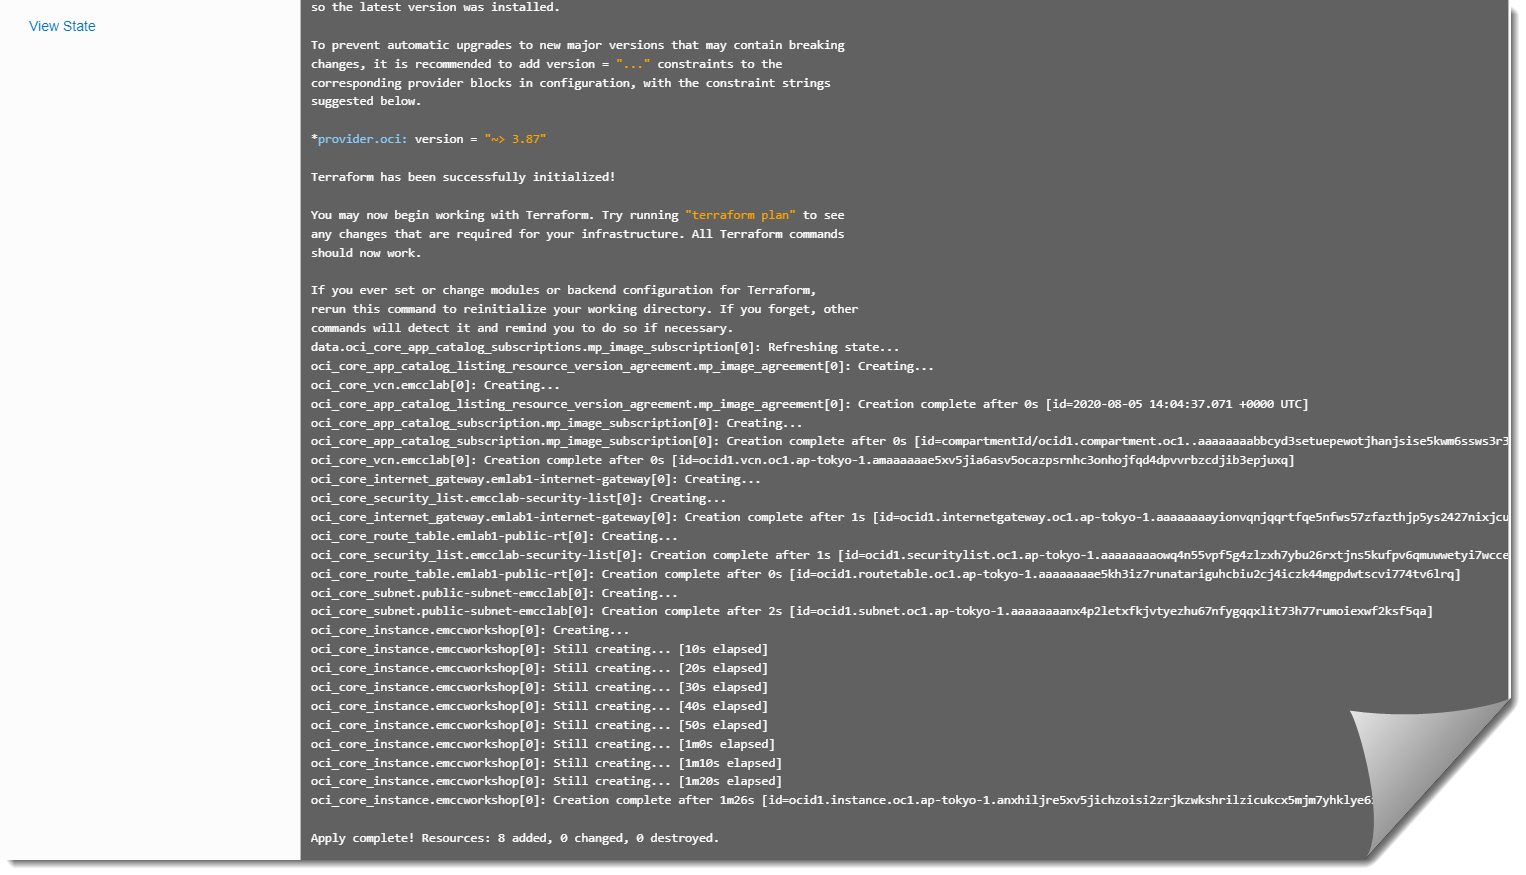 View State
so the latest version was installed.
To prevent automatic upgrades to new major versions that may contain breaking
changes, it is recommended to add version = "..." constraints to the
corresponding provider blocks in configuration, with the constraint strings
suggested below.
*provider.oci: version = "~> 3.87"
Terraform has been successfully initialized!
You may now begin working with Terraform. Try running "terraform plan" to see
any changes that are required for your infrastructure. All Terraform commands
should now work.
If you ever set or change modules or backend configuration for Terraform,
rerun this command to reinitialize your working directory. If you forget, other
commands will detect it and remind you to do so if necessary.
data.oci_core_app_catalog_subscriptions.mp_image_subscription[0]: Refreshing state...
oci_core_app_catalog_listing_resource_version_agreement.mp_image_agreement[0]: Creating...
oci_core_vcn.emcclab[0]: Creating...
oci_core_app_catalog_listing_resource_version_agreement.mp_image_agreement[0]: Creation complete after 0s [id=2020-08-05 14:04:37.071 +0000 UTC]
oci_core_app_catalog_subscription.mp_image_subscription[0]: Creating...
oci_core_app_catalog_subscription.mp_image_subscription[0]: Creation complete after 0s [id=compartmentId/ocid1.compartment.oc1..aaaaaaaabbcyd3setuepewotjhanjsise5kwm6ssws3r3
oci_core_vcn.emcclab[0]: Creation complete after 0s [id=ocid1.vcn.oc1.ap-tokyo-1.amaaaaaae5xv5jia6asv5ocazpsrnhc3onhojfqd4dpvvrbzcdjib3epjuxq]
oci_core_internet_gateway.emlab1-internet-gateway[0]: Creating...
oci_core_security_list.emcclab-security-list[0]: Creating...
oci_core_internet_gateway.emlab1-internet-gateway[0]: Creation complete after 1s [id=ocid1.internetgateway.oc1.ap-tokyo-1.aaaaaaaayionvqnjqqrtfqe5nfws57zfazthjp5ys2427nixjcu
oci_core_route_table.emlab1-public-rt[0]: Creating...
oci_core_security_list.emcclab-security-list[0]: Creation complete after 1s [id=ocid1.securitylist.oc1.ap-tokyo-1.aaaaaaaaowq4n55vpf5g4zlzxh7ybu26rxtjns5kufpv6qmuwwetyi7wcce
oci_core_route_table.emlab1-public-rt[0]: Creation complete after 0s [id=ocid1.routetable.oc1.ap-tokyo-1.aaaaaaaae5kh3iz7runatariguhcbiu2cj4iczk44mgpdwtscvi774tv6lrq]
oci_core_subnet.public-subnet-emcclab[0]: Creating...
oci_core_subnet.public-subnet-emcclab[0]: Creation complete after 2s [id=ocid1.subnet.oc1.ap-tokyo-1.aaaaaaaanx4p2letxfkjvtyezhu67nfygqqxlit73h77rumoiexwf2ksf5qa]
oci_core_instance.emccworkshop[0]: Creating...
oci_core_instance.emccworkshop[0]: Still creating... [10s elapsed]
oci_core_instance.emccworkshop[0]: Still creating... [20s elapsed]
oci_core_instance.emccworkshop[0]: Still creating... [30s elapsed]
oci_core_instance.emccworkshop[0]: Still creating... [40s elapsed]
oci_core_instance.emccworkshop[0]: Still creating... [50s elapsed]
oci_core_instance.emccworkshop[0]: Still creating... [1m0s elapsed]
oci_core_instance.emccworkshop[0]: Still creating... [1m10s elapsed]
oci_core_instance.emccworkshop[0]: Still creating... [1m20s elapsed]
oci_core_instance.emccworkshop[0]: Creation complete after 1m26s [id=ocid1.instance.oc1.ap-tokyo-1.anxhiljre5xv5jichzoisi2zrjkzwkshrilzicukcx5mjm7yhklye6
Apply complete! Resources: 8 added, 0 changed, 0 destroyed.